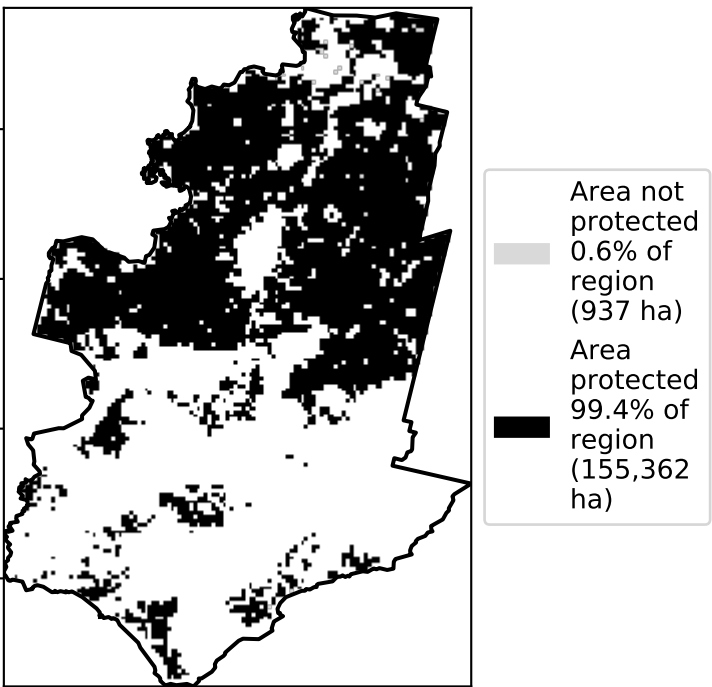 Area not
protected
0.6% of
region
(937 ha)
Area
protected
99.4% of
region
(155,362
ha)